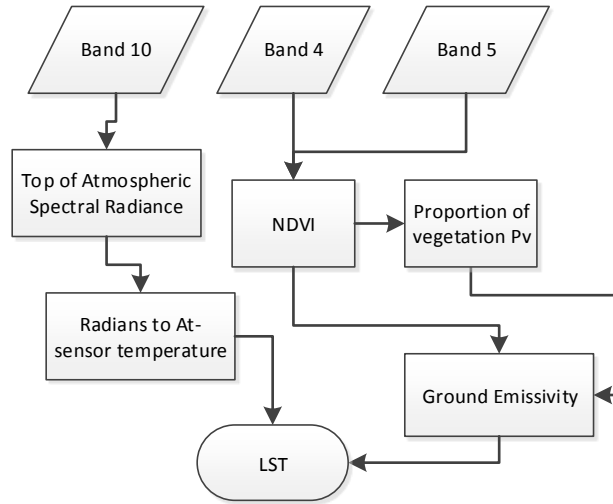 Band 10
Band 4
Band 5
Top of Atmospheric
Spectral Radiance
NDVI
Proportion of
vegetation Pv
Radians to At-
sensor temperature
Ground Emissivity
LST